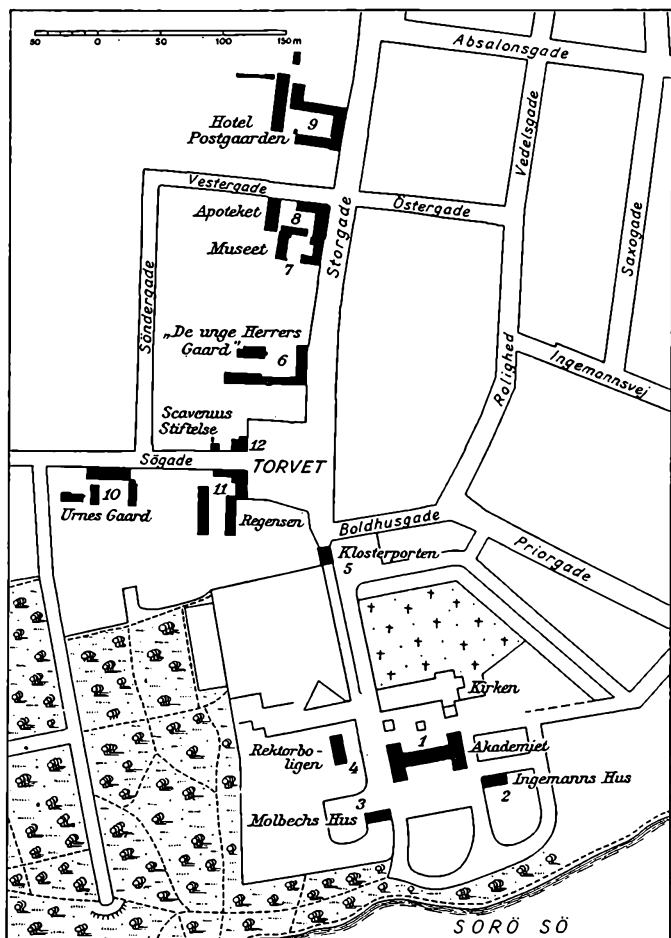 50 0 50 100 150 m
Absalonsgade
Vedelsgade
Saxogade
Hotel
Postgaarden
9
Vestergade
Östergade
Storgade
Apoteket
8
Museet
7
Söndergade
„De unge Herrers
Gaard"
6
Rolighed
Ingemannsvej
Scavenius
Stiftelse
12
Sögade
TORVET
11
10
Urnes Gaard
Regensen
Boldhusgade
Klosterporten
5
Priorgade
Kirken
1
Akademiet
Rektorbo-
ligen
4
Ingemanns Hus
2
3
Molbechs Hus
SORÖ SÖ